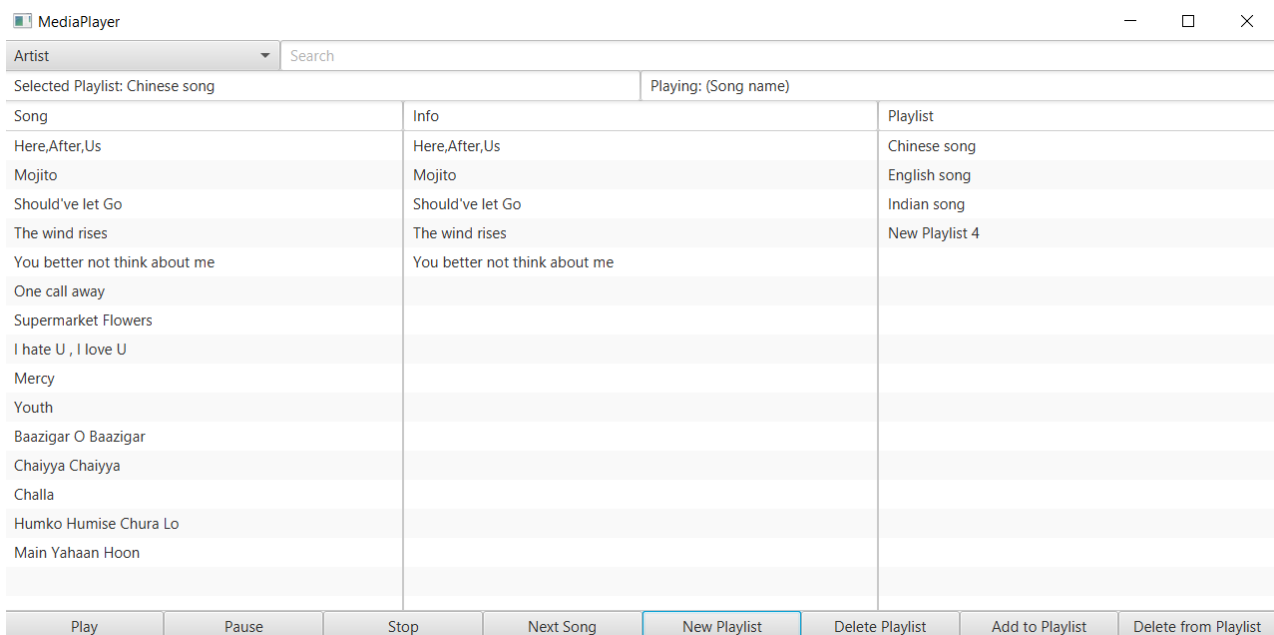 MediaPlayer
Artist Search
Selected Playlist: Chinese song Playing: (Song name)
Song Info Playlist
Here,After,Us Here,After,Us Chinese song
Mojito Mojito English song
Should've let Go Should've let Go Indian song
The wind rises The wind rises New Playlist 4
You better not think about me You better not think about me
One call away
Supermarket Flowers
I hate U , I love U
Mercy
Youth
Baazigar O Baazigar
Chaiyya Chaiyya
Challa
Humko Humise Chura Lo
Main Yahaan Hoon
Play Pause Stop Next Song New Playlist Delete Playlist Add to Playlist Delete from Playlist